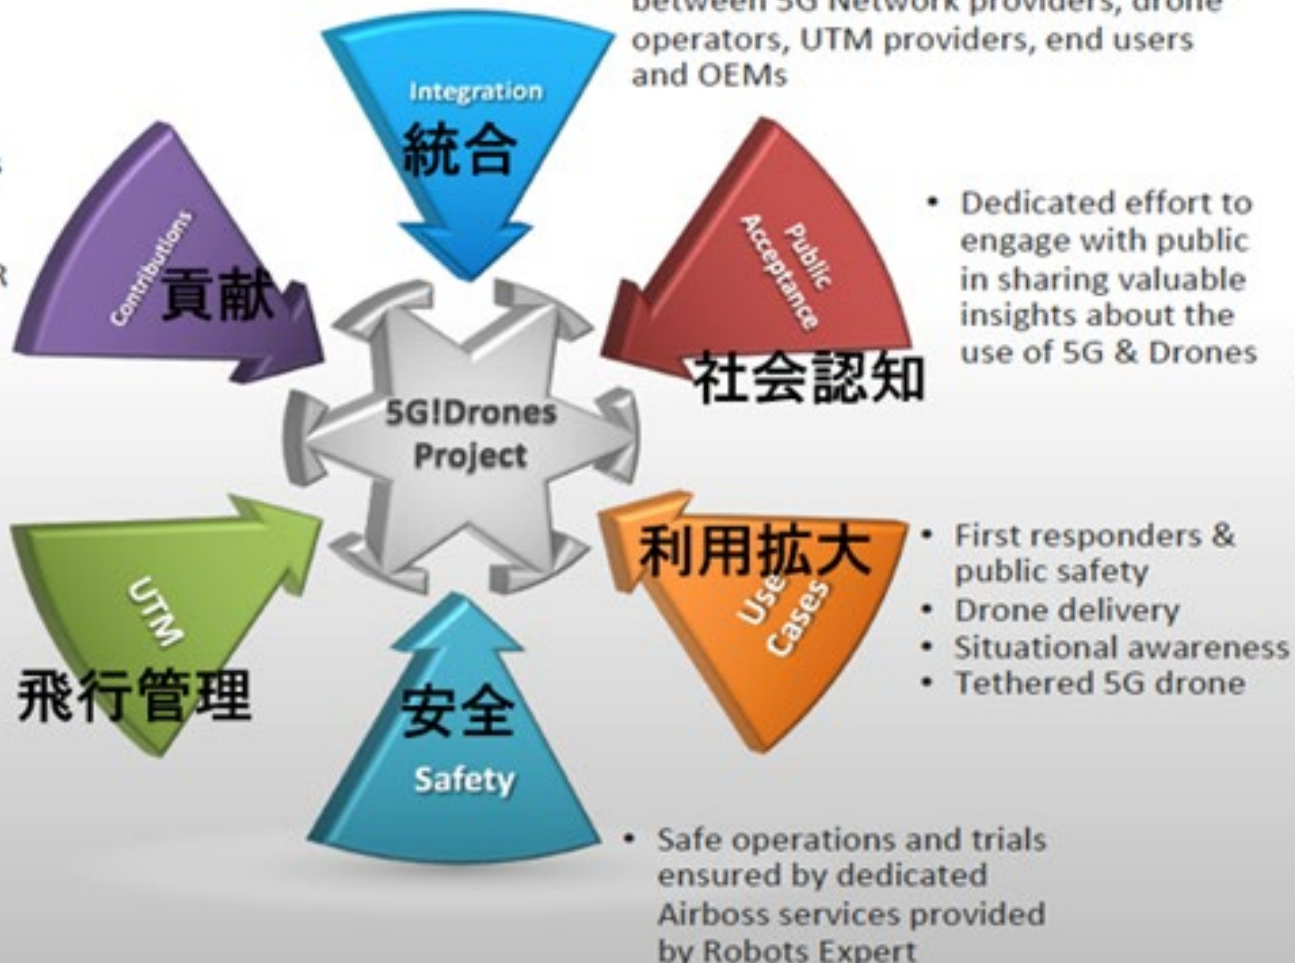 between 5G Network providers, drone
operators, UTM providers, end users
and OEMs
Integration
統合
Contributions
貢献
Public
Acceptance
社会認知
• Dedicated effort to
engage with public
in sharing valuable
insights about the
use of 5G & Drones
5G!Drones
Project
UTM
飛行管理
利用拡大
Use
Cases
• First responders &
public safety
• Drone delivery
• Situational awareness
• Tethered 5G drone
安全
Safety
• Safe operations and trials
ensured by dedicated
Airboss services provided
by Robots Expert